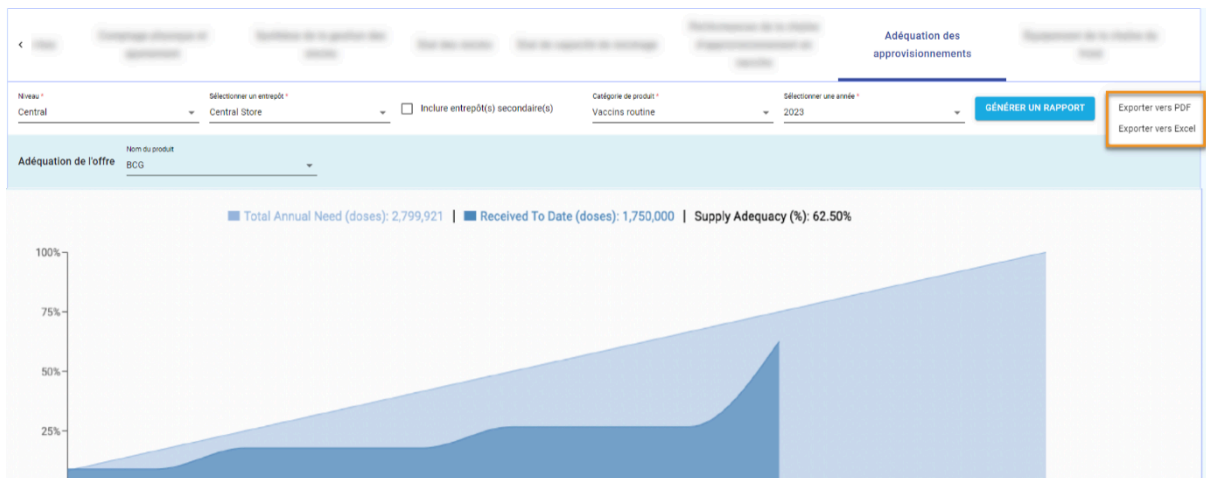 Adéquation des
approvisionnements
Niveau *
Central
Sélectionner un entrepôt *
Central Store
Inclure entrepôt(s) secondaire(s)
Catégorie de produit *
Vaccins routine
Sélectionner une année *
2023
GÉNÉRER UN RAPPORT
Exporter vers PDF
Exporter vers Excel
Adéquation de l'offre
Nom du produit
BCG
Total Annual Need (doses): 2,799,921 | Received To Date (doses): 1,750,000 | Supply Adequacy (%): 62.50%
100%
75%
50%
25%